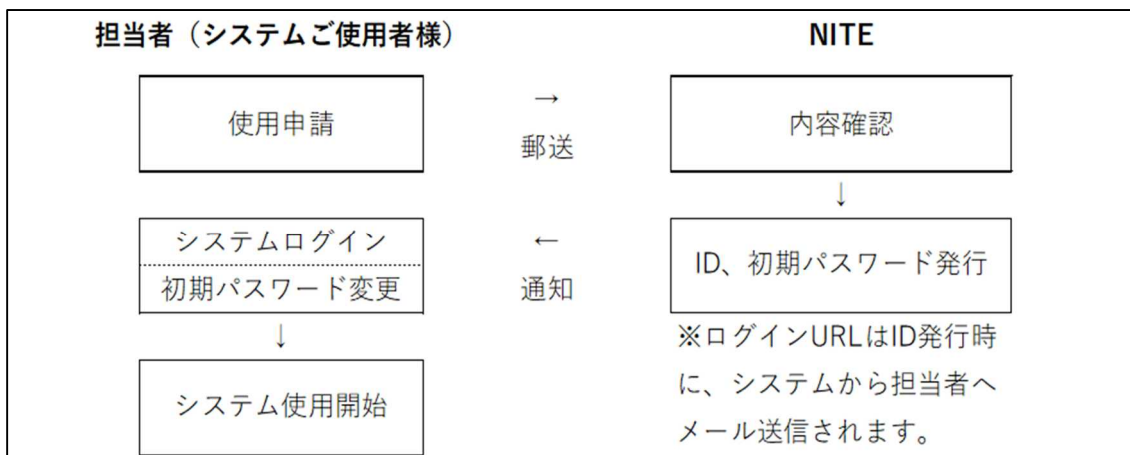 担当者（システムご使用者様）
NITE
使用申請
→
郵送
内容確認
↓
ID、初期パスワード発行
←
通知
システムログイン
初期パスワード変更
↓
システム使用開始
※ログインURLはID発行時
に、システムから担当者へ
メール送信されます。